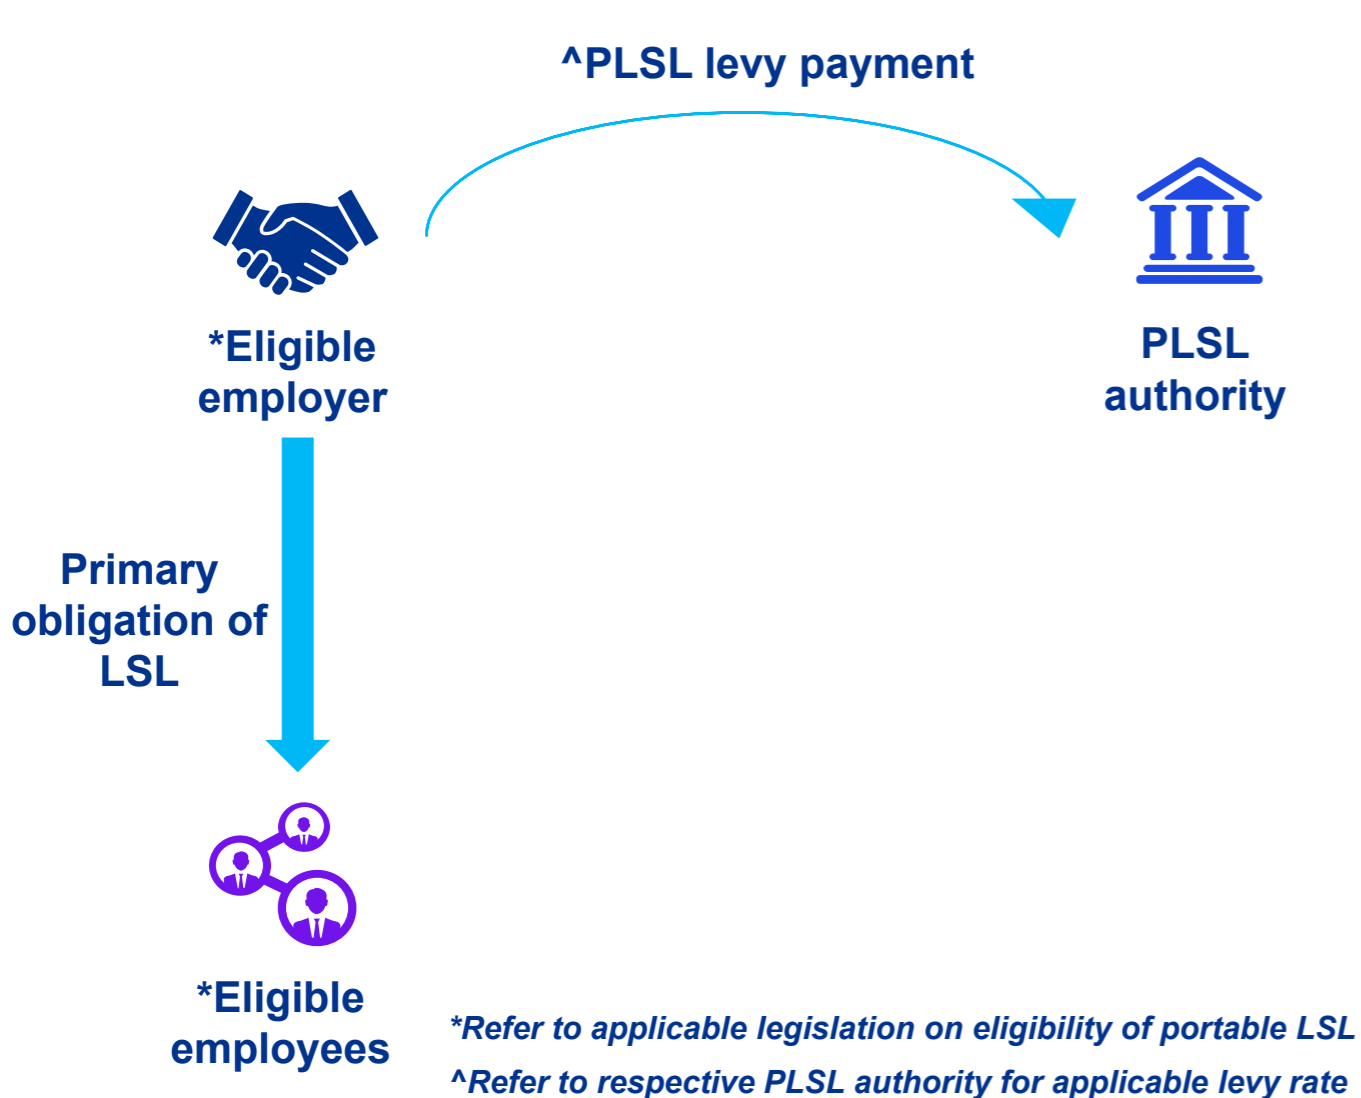 ^PLSL levy payment
*Eligible
employer
PLSL
authority
Primary
obligation of
LSL
*Eligible
employees
*Refer to applicable legislation on eligibility of portable LSL
^Refer to respective PLSL authority for applicable levy rate